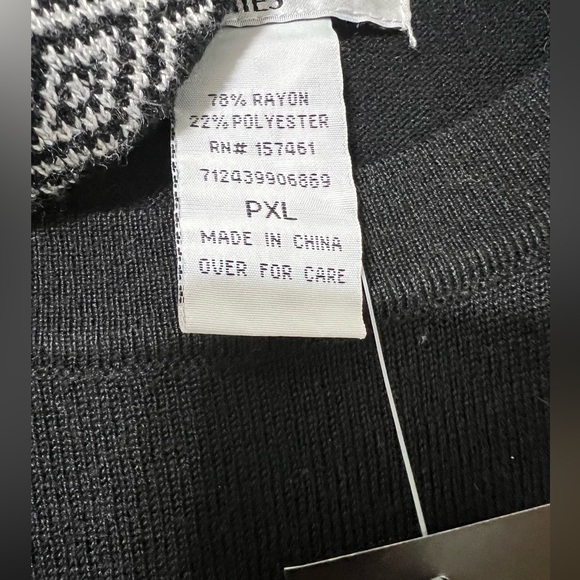 78% RAYON
22% POLYESTER
RN# 157461
712439906869
PXL
MADE IN CHINA
OVER FOR CARE